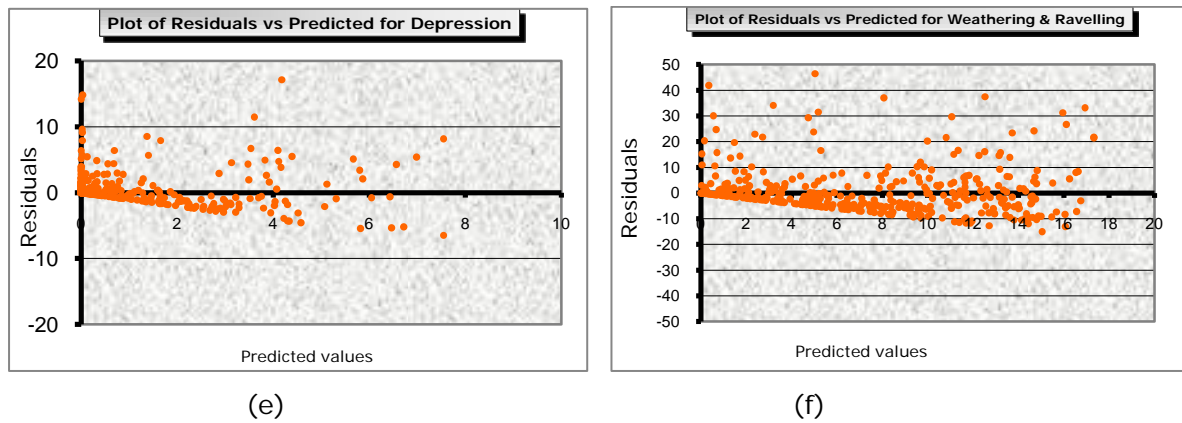 Plot of Residuals vs Predicted for Depression
20
10
0
-10
-20
0 2 4 6 8 10
Residuals
Predicted values
(e)
Plot of Residuals vs Predicted for Weathering & Ravelling
50
40
30
20
10
0
-10
-20
-30
-40
-50
0 2 4 6 8 10 12 14 16 18 20
Residuals
Predicted values
(f)